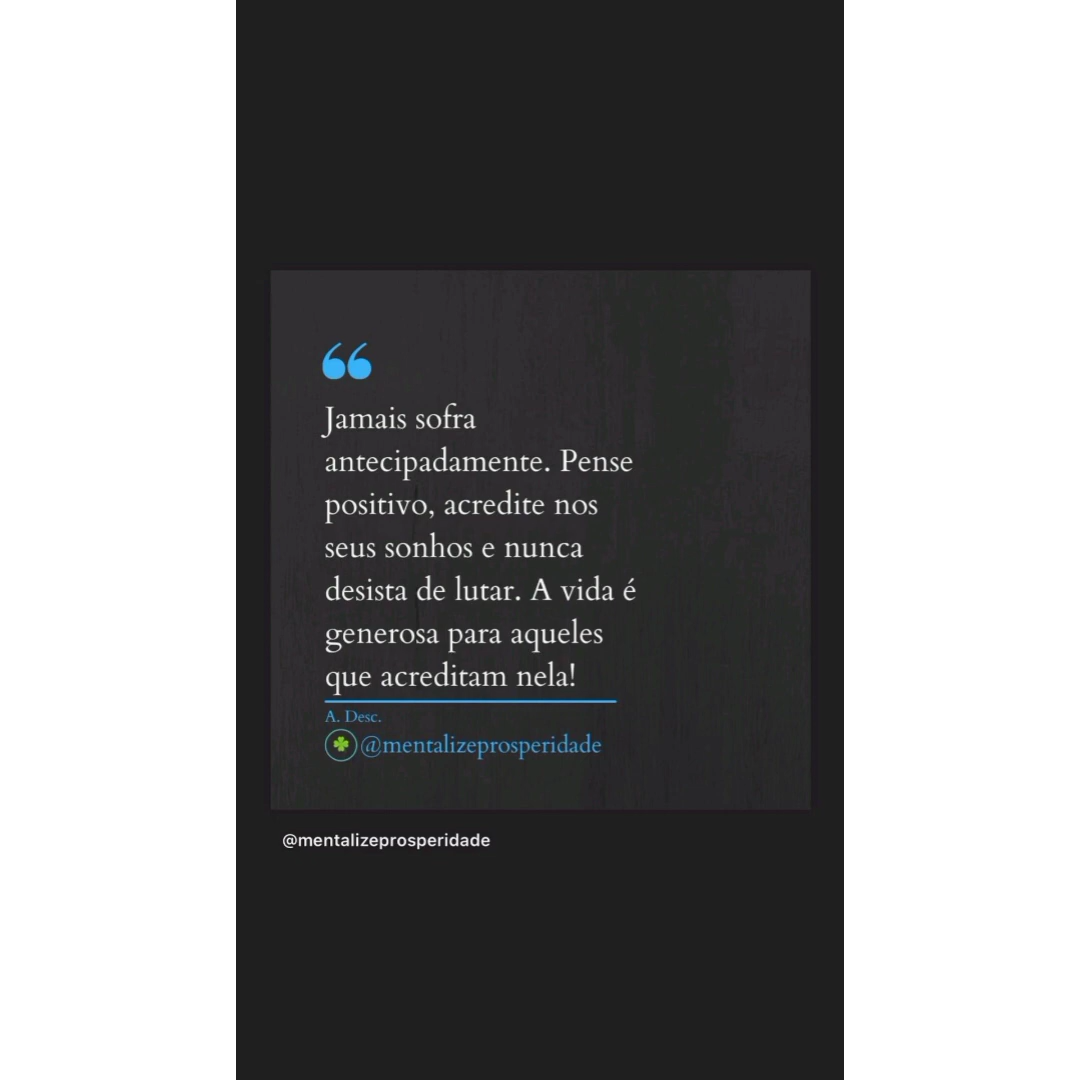 Jamais sofra
antecipadamente. Pense
positivo, acredite nos
seus sonhos e nunca
desista de lutar. A vida é
generosa para aqueles
que acreditam nela!
A. Desc.
@mentalizeprosperidade
@mentalizeprosperidade